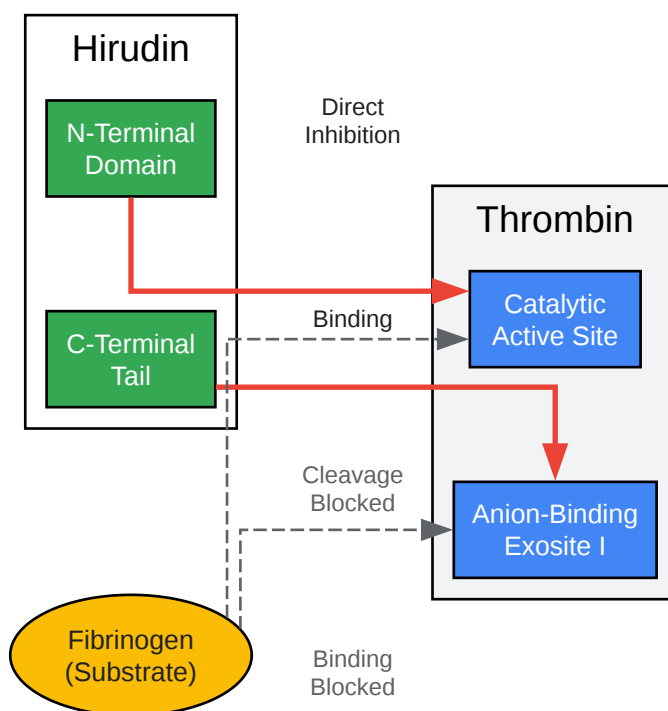 Hirudin
N-Terminal
Domain
Direct
Inhibition
Thrombin
Catalytic
Active Site
Binding
C-Terminal
Tail
Cleavage
Blocked
Anion-Binding
Exosite I
Fibrinogen
(Substrate)
Binding
Blocked